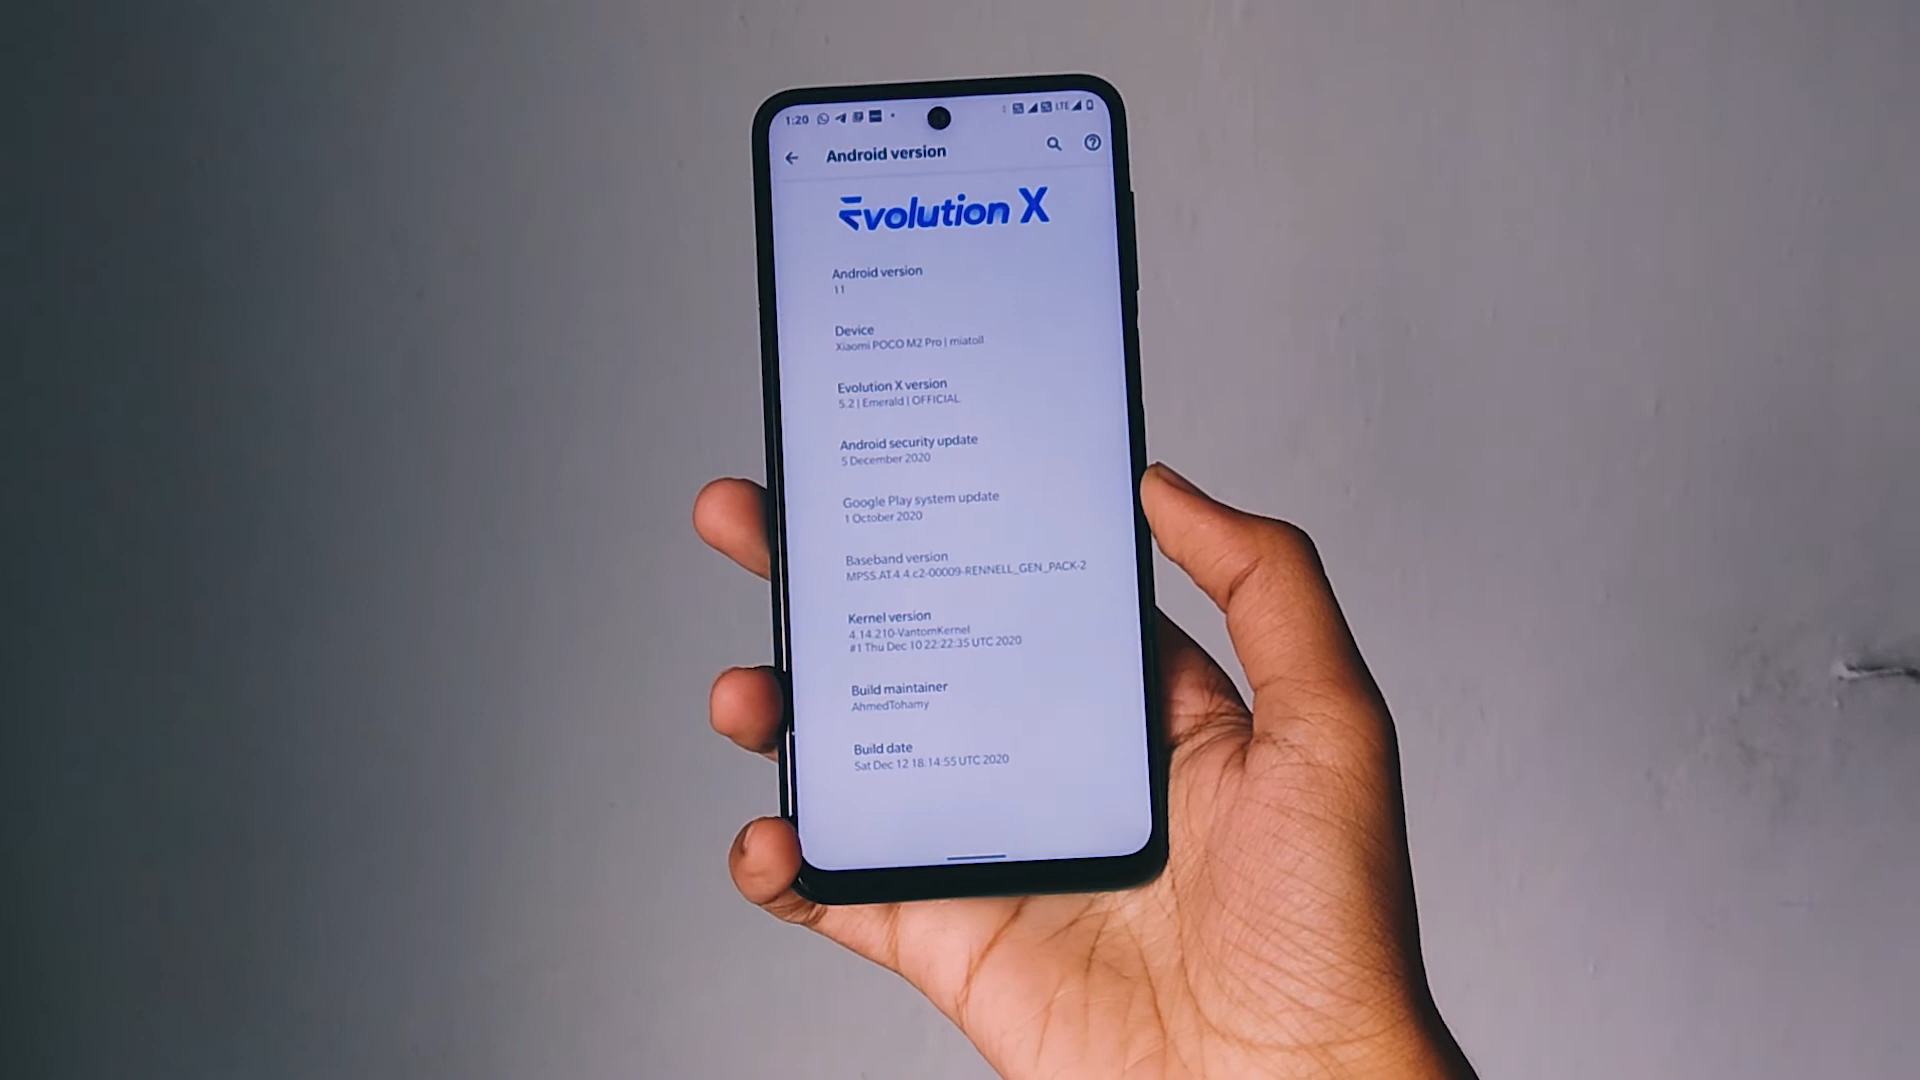 1:20
LTE
Android version
Evolution X
Android version
11
Device
Xiaomi POCO M2 Pro | miatoll
Evolution X version
5.2 | Emerald | OFFICIAL
Android security update
5 December 2020
Google Play system update
1 October 2020
Baseband version
MPSS.AT.4.4.c2-00009-RENNELL_GEN_PACK-2
Kernel version
4.14.210-VantomKernel
#1 Thu Dec 10 22:22:35 UTC 2020
Build maintainer
AhmedTohamy
Build date
Sat Dec 12 18:14:55 UTC 2020